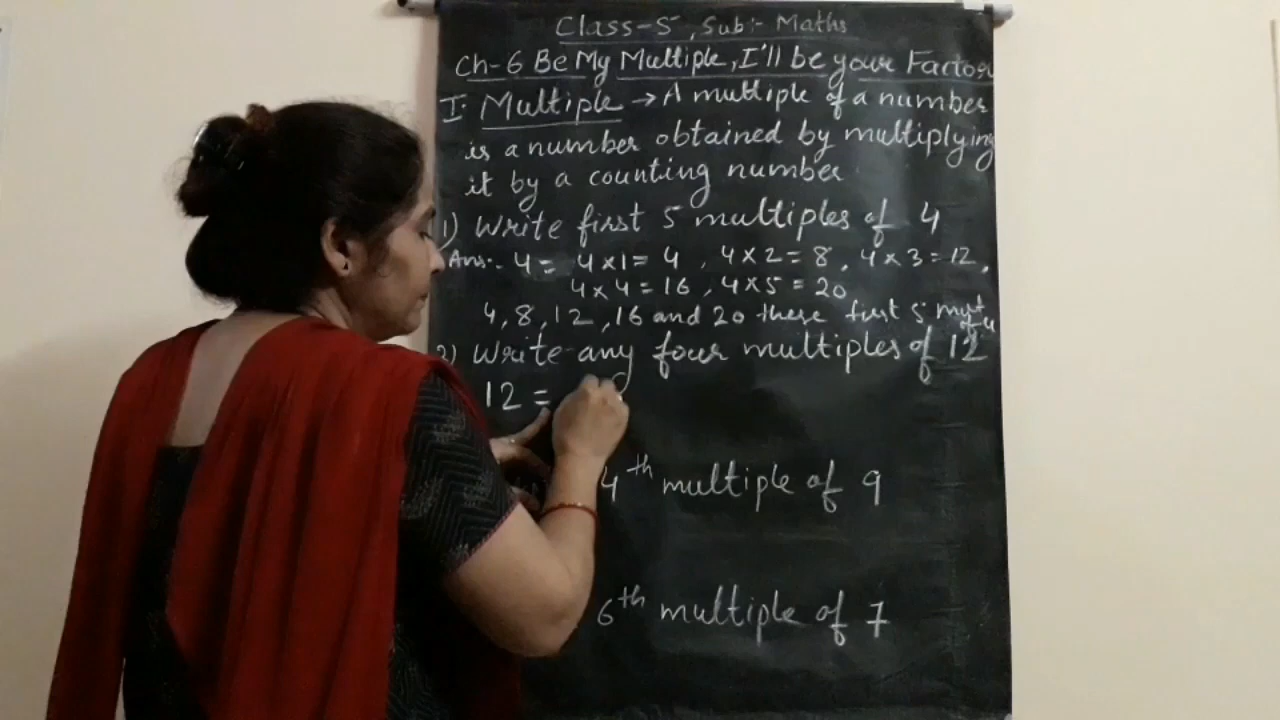 Class-5, Sub:- Maths
Ch-6 Be My Multiple, I'll be your Factor
I. Multiple → A multiple of a number
is a number obtained by multiplying
it by a counting number
1) Write first 5 multiples of 4
Ans:- 4 = 4×1= 4, 4×2=8, 4×3=12,
4×4=16, 4×5=20
4, 8, 12, 16 and 20 these first 5 of 4
2) Write any four multiples of 12
12 =
4th multiple of 9
6th multiple of 7